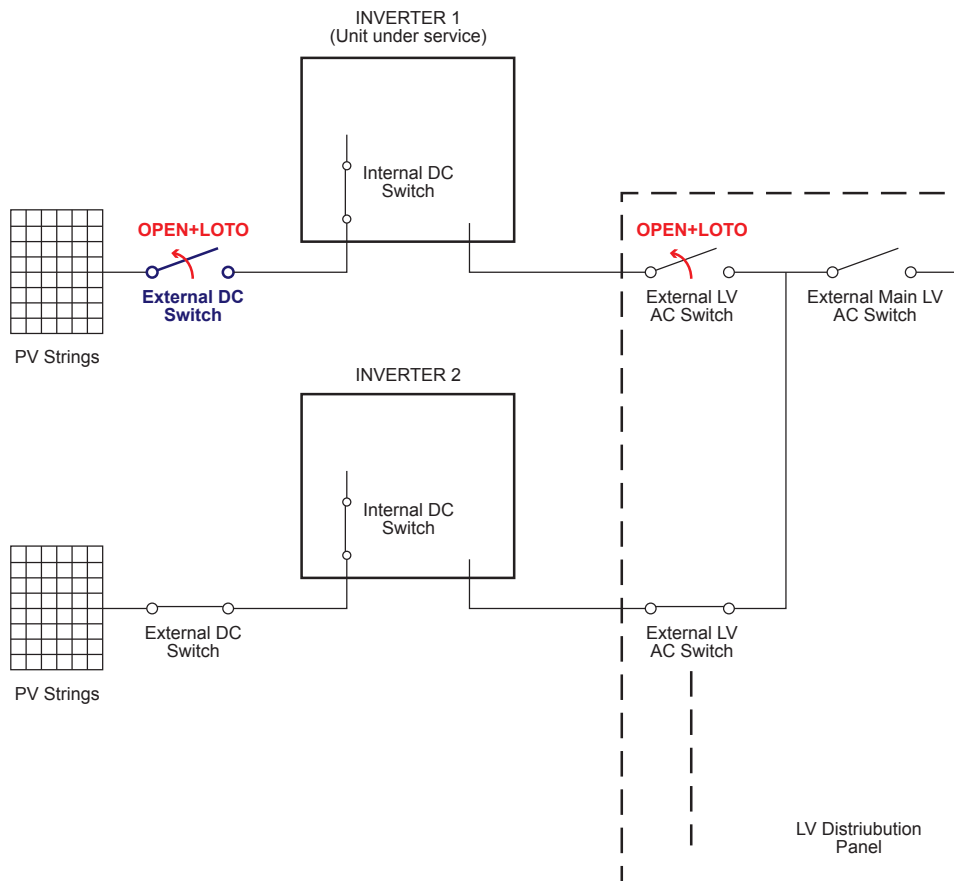 INVERTER 1
(Unit under service)
Internal DC
Switch
OPEN+LOTO
OPEN+LOTO
External DC
Switch
External LV
AC Switch
External Main LV
AC Switch
PV Strings
INVERTER 2
Internal DC
Switch
External DC
Switch
External LV
AC Switch
PV Strings
LV Distriubution
Panel